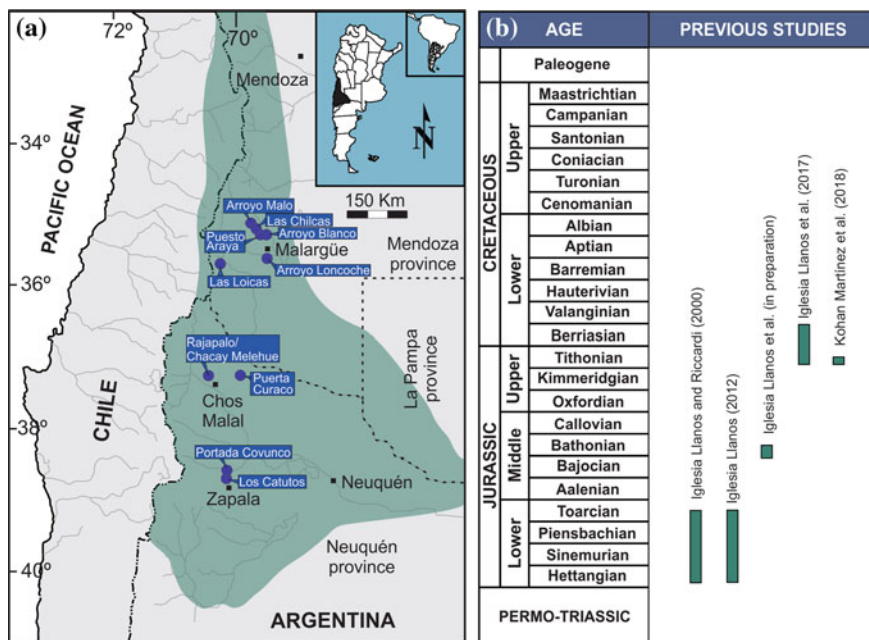 (a)
72º
70º
Mendoza
N
34º
PACIFIC OCEAN
150 Km
Arroyo Malo
Las Chilcas
Puesto
Araya
Arroyo Blanco
Malargüe
Mendoza
province
Arroyo Loncoche
36º
Las Loicas
Rajapalo/
Chacay Melehue
Puerta
Curaco
La Pampa
province
Chos
Malal
CHILE
38º
Portada Covunco
Los Catutos
Neuquén
Zapala
Neuquén
province
40º
ARGENTINA
(b)
AGE
PREVIOUS STUDIES
Paleogene
CRETACEOUS
Upper
Maastrichtian
Campanian
Santonian
Coniacian
Turonian
Cenomanian
Lower
Albian
Aptian
Barremian
Hauterivian
Valanginian
Berriasian
JURASSIC
Upper
Tithonian
Kimmeridgian
Oxfordian
Middle
Callovian
Bathonian
Bajocian
Aalenian
Lower
Toarcian
Piensbachian
Sinemurian
Hettangian
PERMO-TRIASSIC
Iglesia Llanos and Riccardi (2000)
Iglesia Llanos (2012)
Iglesia Llanos et al. (in preparation)
Iglesia Llanos et al. (2017)
Kohan Martínez et al. (2018)